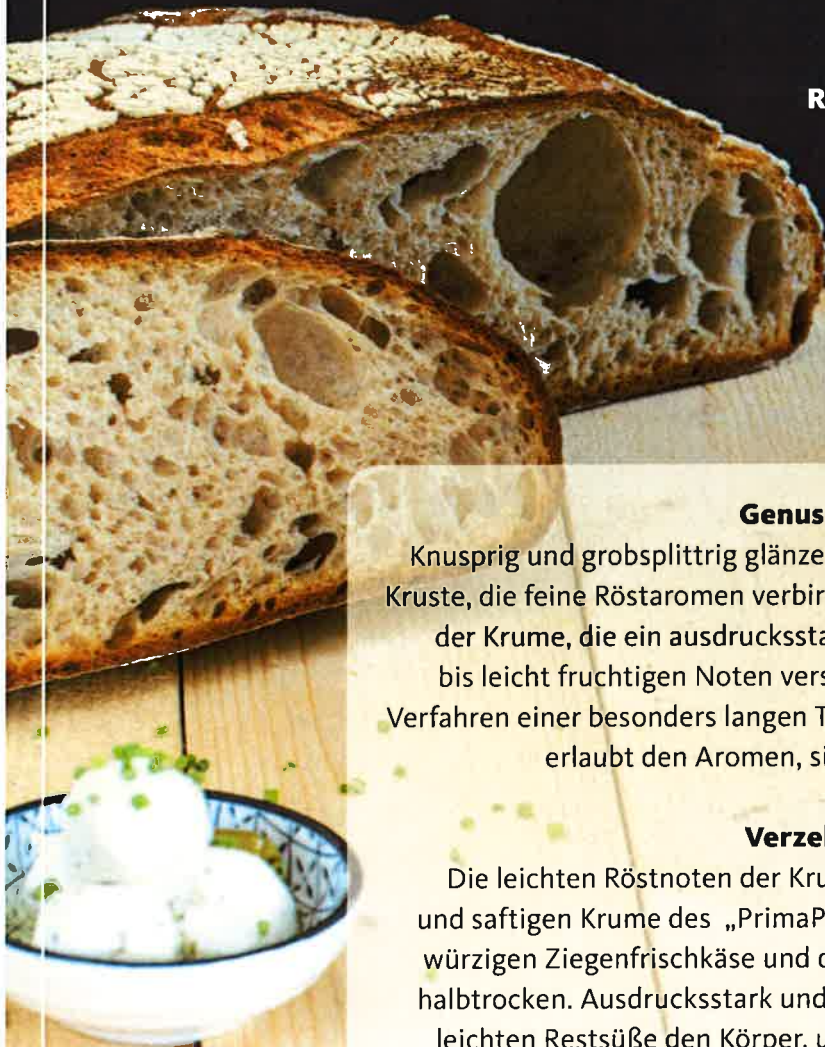 R
Genus
Knusprig und grobsplittrig glänze
Kruste, die feine Röstaromen verbir
der Krume, die ein ausdruckssta
bis leicht fruchtigen Noten vers
Verfahren einer besonders langen T
erlaubt den Aromen, si
Verzel
Die leichten Röstnoten der Kru
und saftigen Krume des „PrimaP
würzigen Ziegenfrischkäse und d
halbtrocken. Ausdrucksstark und
leichten Restsüße den Körper, u